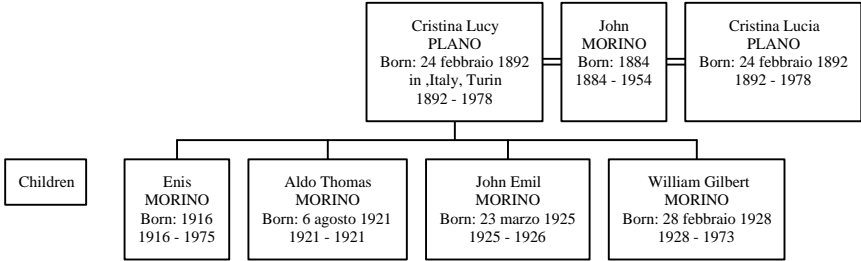 Cristina Lucy
PLANO
Born: 24 febbraio 1892
in ,Italy, Turin
1892 - 1978
John
MORINO
Born: 1884
1884 - 1954
Cristina Lucia
PLANO
Born: 24 febbraio 1892
1892 - 1978
Children
Enis
MORINO
Born: 1916
1916 - 1975
Aldo Thomas
MORINO
Born: 6 agosto 1921
1921 - 1921
John Emil
MORINO
Born: 23 marzo 1925
1925 - 1926
William Gilbert
MORINO
Born: 28 febbraio 1928
1928 - 1973